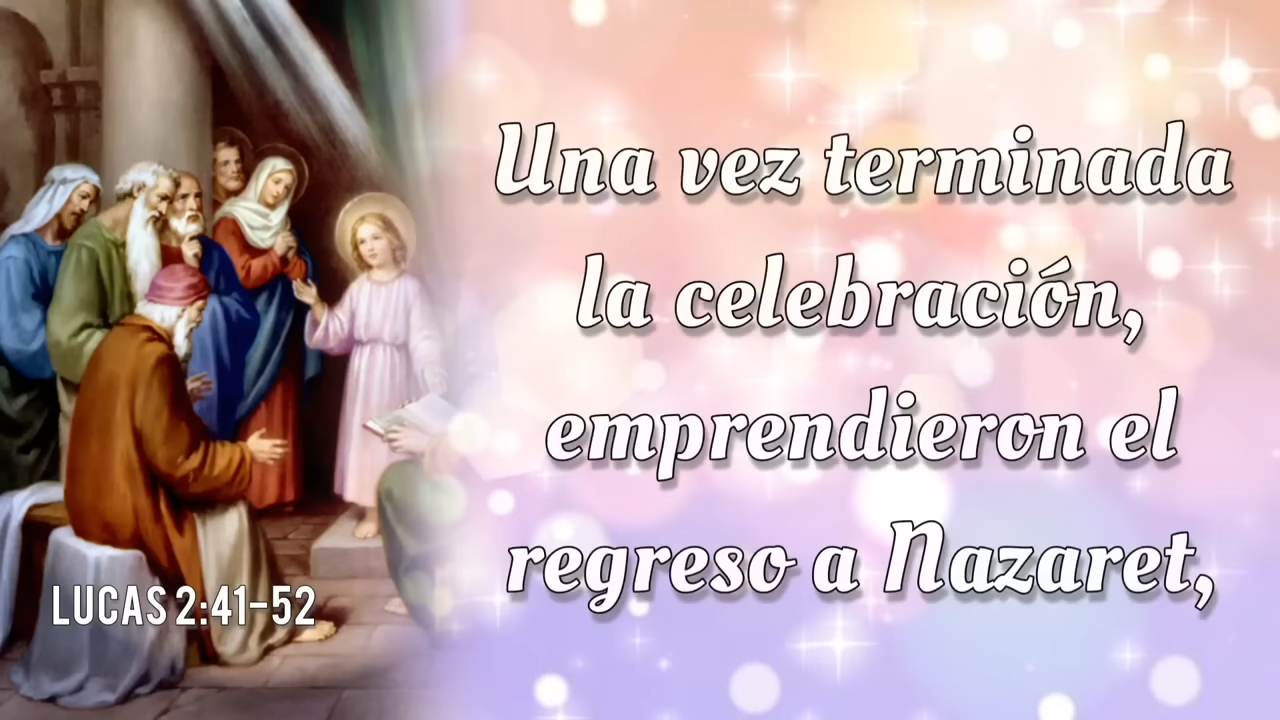 Una vez terminada
la celebración,
emprendieron el
regreso a Nazaret,
LUCAS 2:41-52